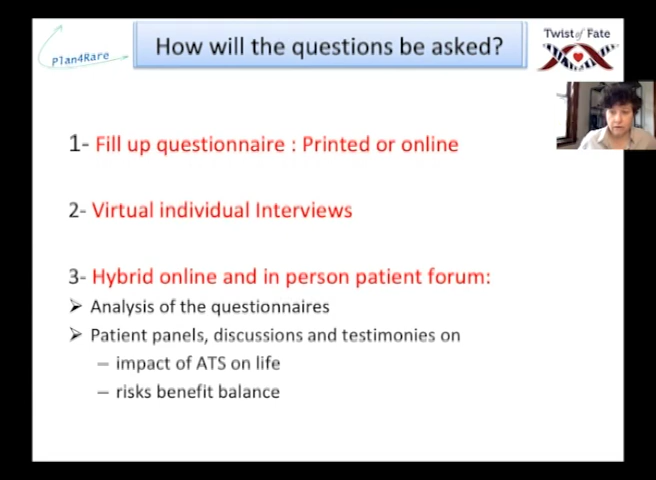 Plan4Rare
How will the questions be asked?
Twist of Fate
1- Fill up questionnaire : Printed or online
2- Virtual individual Interviews
3- Hybrid online and in person patient forum:
➢ Analysis of the questionnaires
➢ Patient panels, discussions and testimonies on
– impact of ATS on life
– risks benefit balance